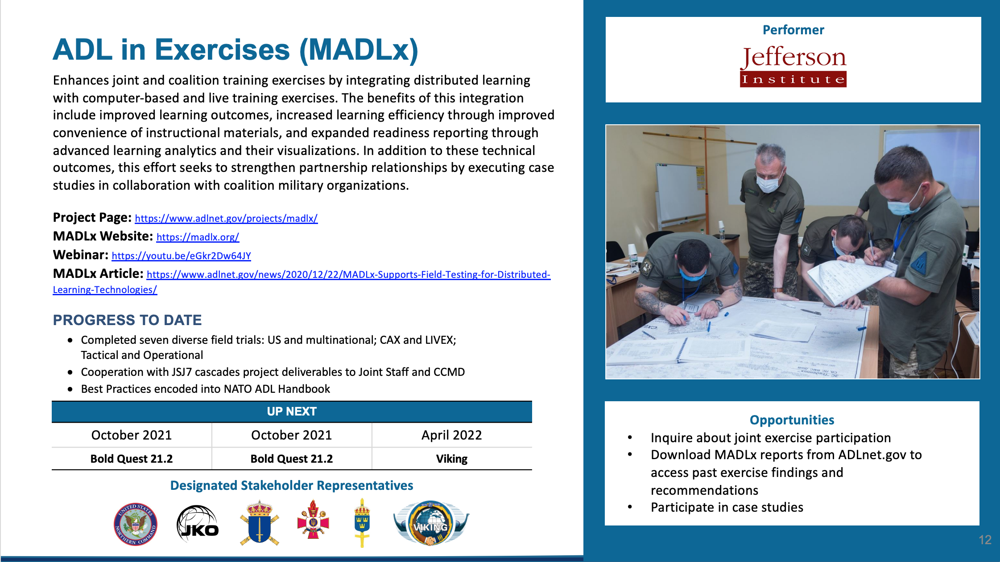 ADL in Exercises (MADLx)
Enhances joint and coalition training exercises by integrating distributed learning
with computer-based and live training exercises. The benefits of this integration
include improved learning outcomes, increased learning efficiency through improved
convenience of instructional materials, and expanded readiness reporting through
advanced learning analytics and their visualizations. In addition to these technical
outcomes, this effort seeks to strengthen partnership relationships by executing case
studies in collaboration with coalition military organizations.
Project Page: https://www.adlnet.gov/projects/madlx/
MADLx Website: https://madlx.org/
Webinar: https://youtu.be/eGkr2Dw64JY
MADLx Article: https://www.adlnet.gov/news/2020/12/22/MADLx-Supports-Field-Testing-for-Distributed-
Learning-Technologies/
PROGRESS TO DATE
• Completed seven diverse field trials: US and multinational; CAX and LIVEX;
Tactical and Operational
• Cooperation with JSJ7 cascades project deliverables to Joint Staff and CCMD
• Best Practices encoded into NATO ADL Handbook
UP NEXT
October 2021 October 2021 April 2022
Bold Quest 21.2 Bold Quest 21.2 Viking
Designated Stakeholder Representatives
UNITED STATES
NORTHERN COMMAND
JKO
VIKING
Performer
Jefferson
Institute
Opportunities
• Inquire about joint exercise participation
• Download MADLx reports from ADLnet.gov to
access past exercise findings and
recommendations
• Participate in case studies
12